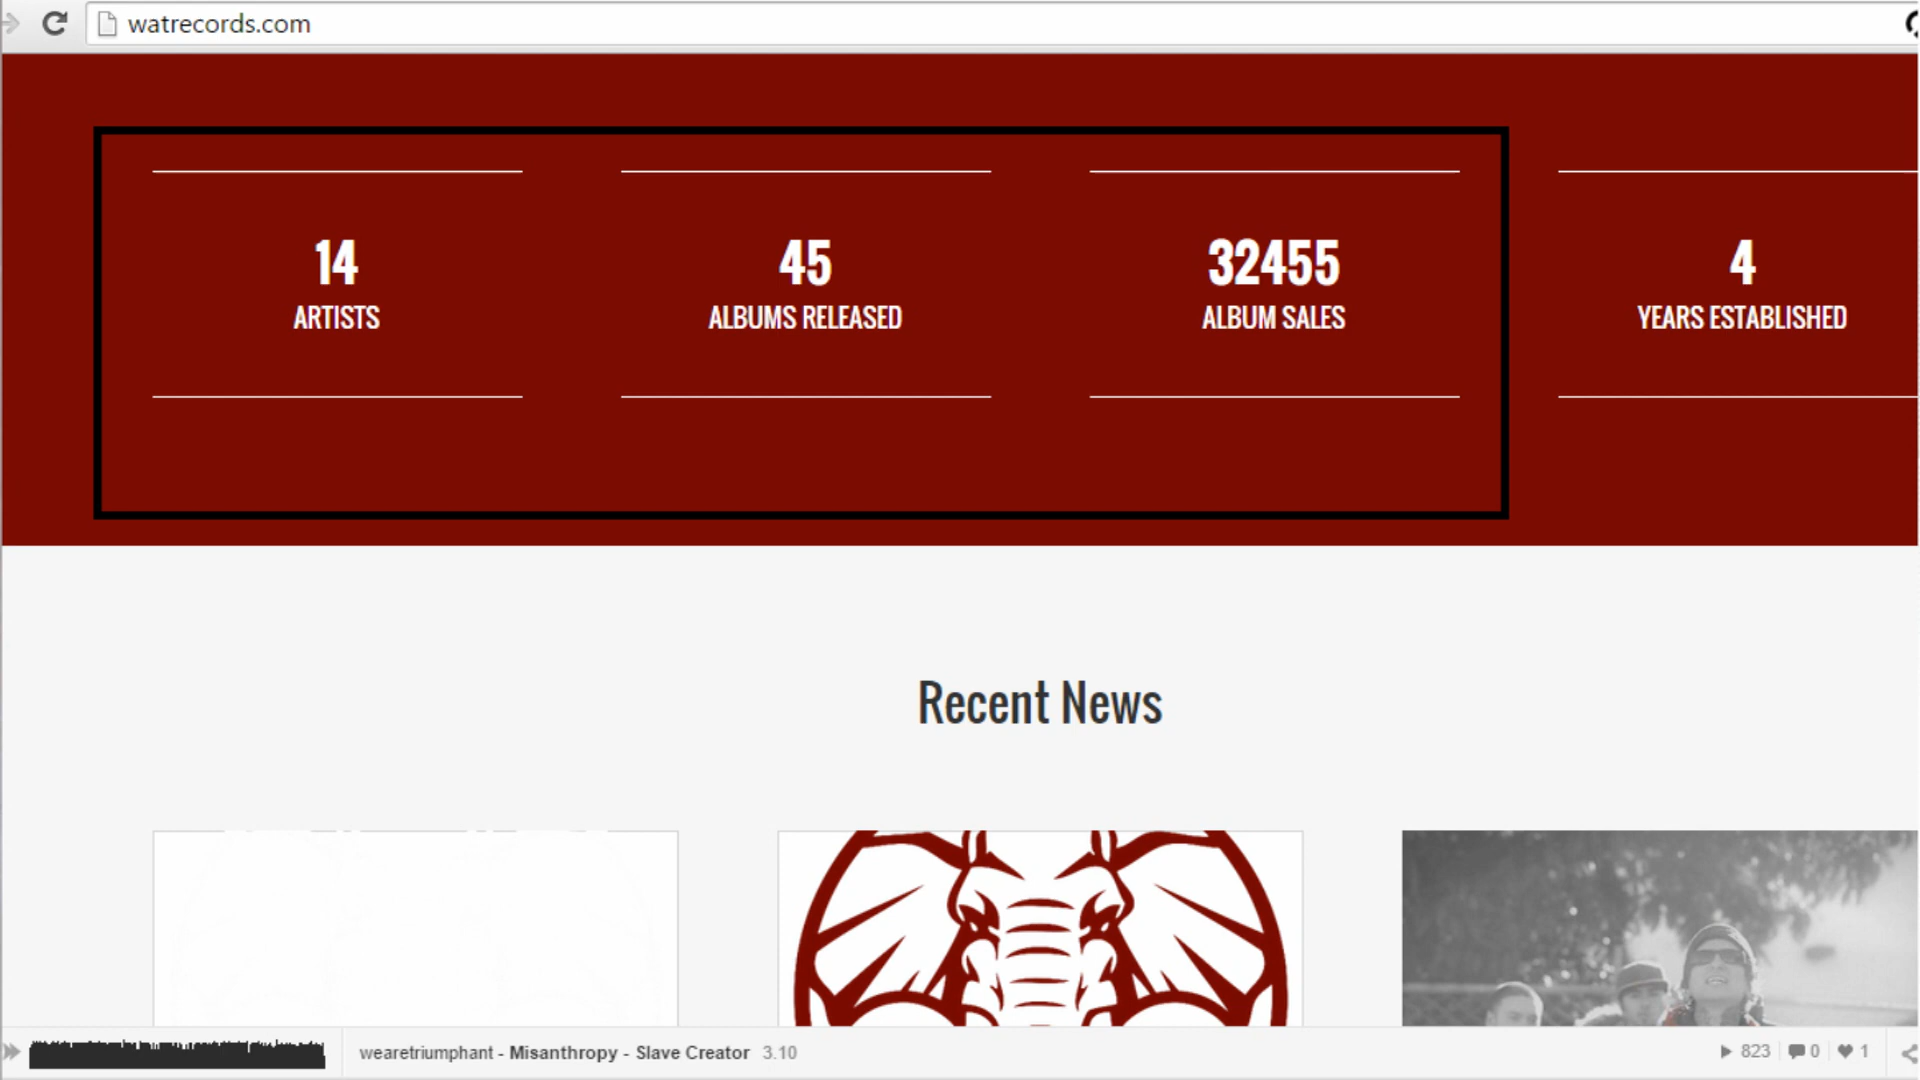 watrecords.com
14
ARTISTS
45
ALBUMS RELEASED
32455
ALBUM SALES
4
YEARS ESTABLISHED
Recent News
wearetriumphant - Misanthropy - Slave Creator 3.10
823 0 1